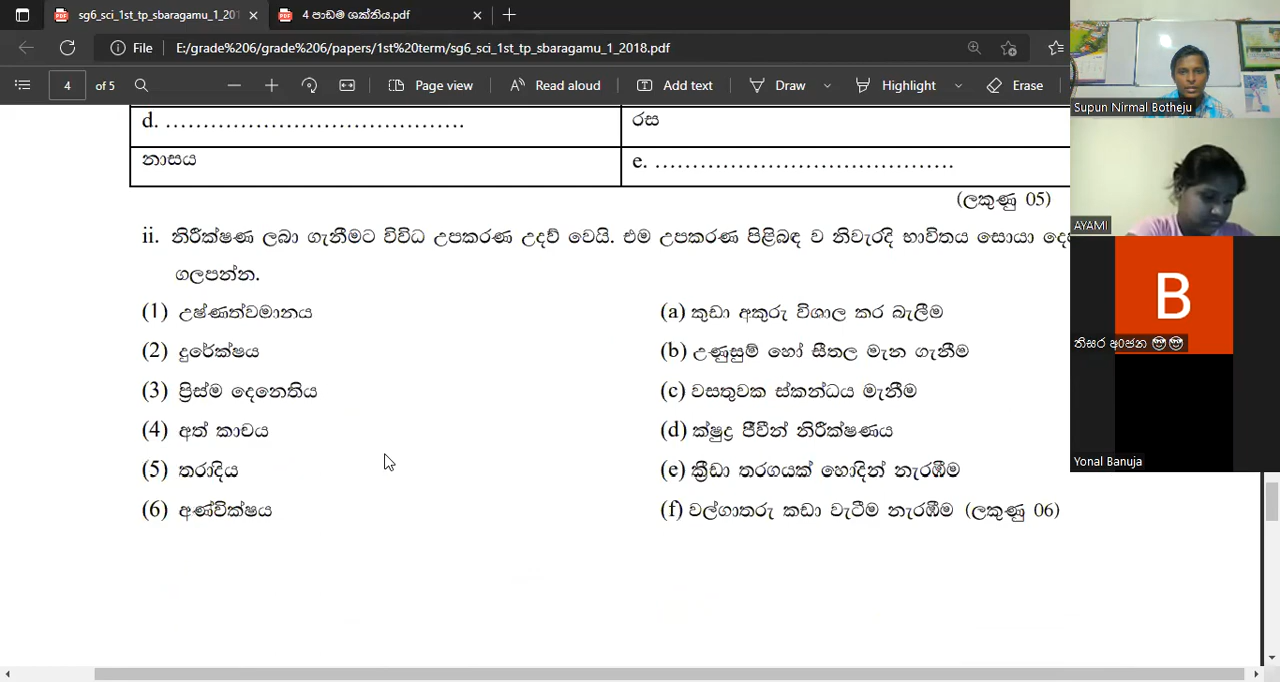 sg6_sci_1st_tp_sbaragamu_1_201
4 පාඩම ශක්තිය.pdf
File
E:/grade%206/grade%206/papers/1st%20term/sg6_sci_1st_tp_sbaragamu_1_2018.pdf
4 of 5
Page view
Read aloud
Add text
Draw
Highlight
Erase
Supun Nirmal Botheju
AYAMI
B
නිසර අ0ජන 😎😎
Yonal Banuja
d. ………………………………….
රස
නාසය
e. ………………………………….
(ලකුණු 05)
ii. නිරීක්ෂණ ලබා ගැනීමට විවිධ උපකරණ උදව් වෙයි. එම උපකරණ පිළිබඳ ව නිවැරදි භාවිතය සොයා
ගලපන්න.
(1) උෂ්ණත්වමානය
(a) කුඩා අකුරු විශාල කර බැලීම
(2) දුරේක්ෂය
(b) උණුසුම් හෝ සීතල මැන ගැනීම
(3) ප්‍රිස්ම දෙනෙතිය
(c) වසතුවක ස්කන්ධය මැනීම
(4) අත් කාචය
(d) ක්ෂුද්‍ර ජීවීන් නිරීක්ෂණය
(5) තරාදිය
(e) ක්‍රීඩා තරගයක් හොදින් නැරඹීම
(6) අණ්වික්ෂය
(f) වල්ගාතරු කඩා වැටීම නැරඹීම (ලකුණු 06)